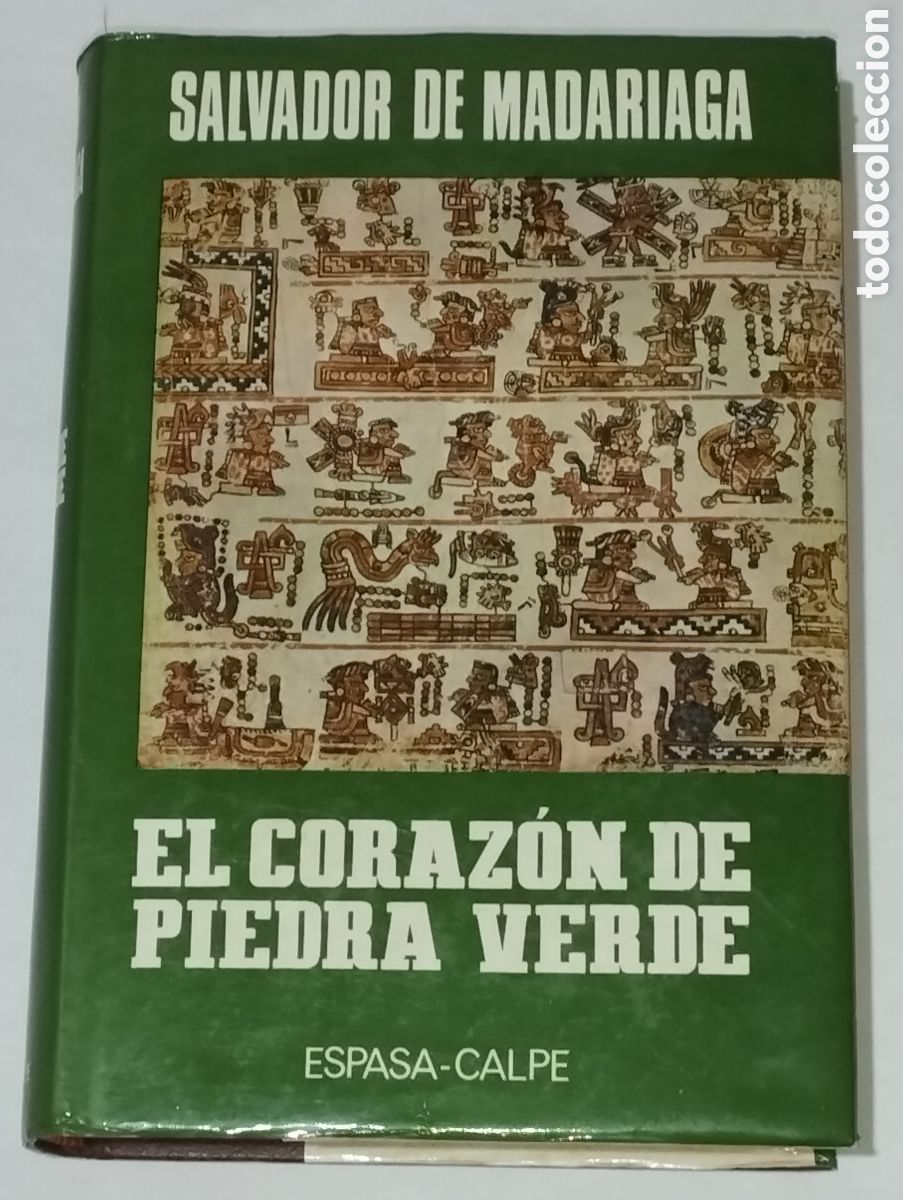 SALVADOR DE MADARIAGA
EL CORAZÓN DE
PIEDRA VERDE
ESPASA-CALPE
todocoleccion